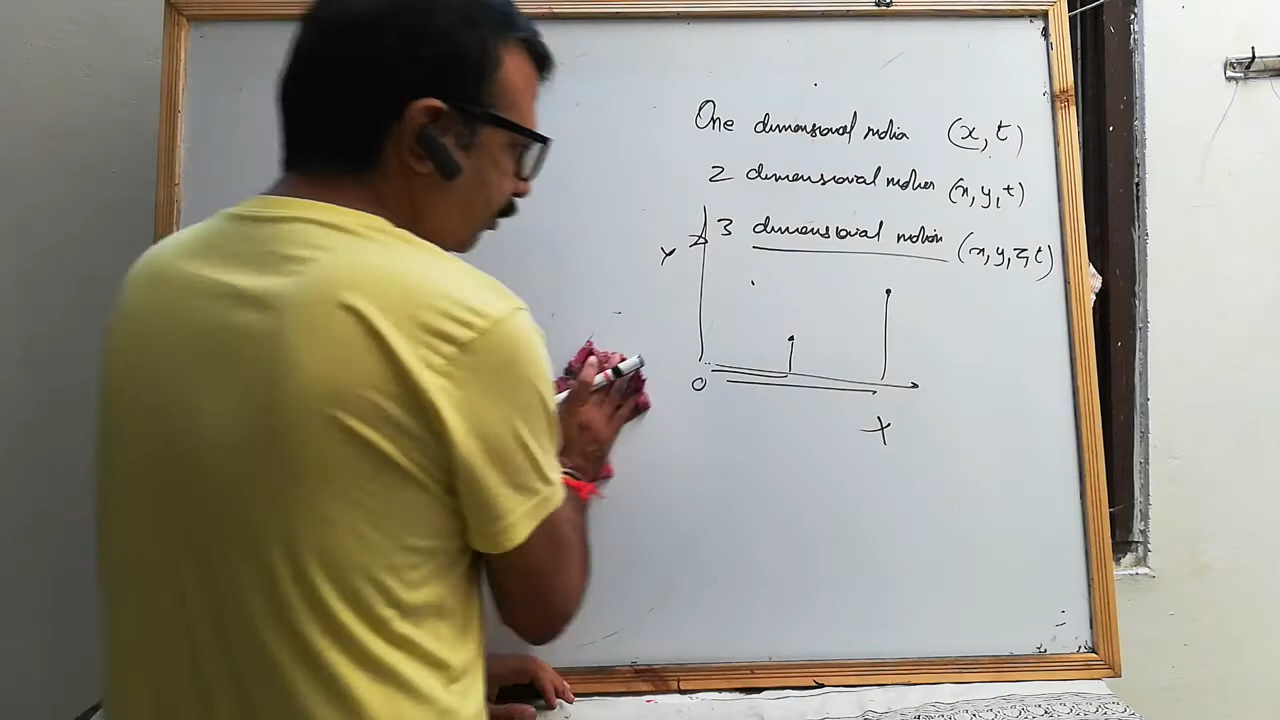 One dimensional motion (x, t)
2 dimensional motion (x, y, t)
3 dimensional motion (x, y, z, t)
Y
O
X